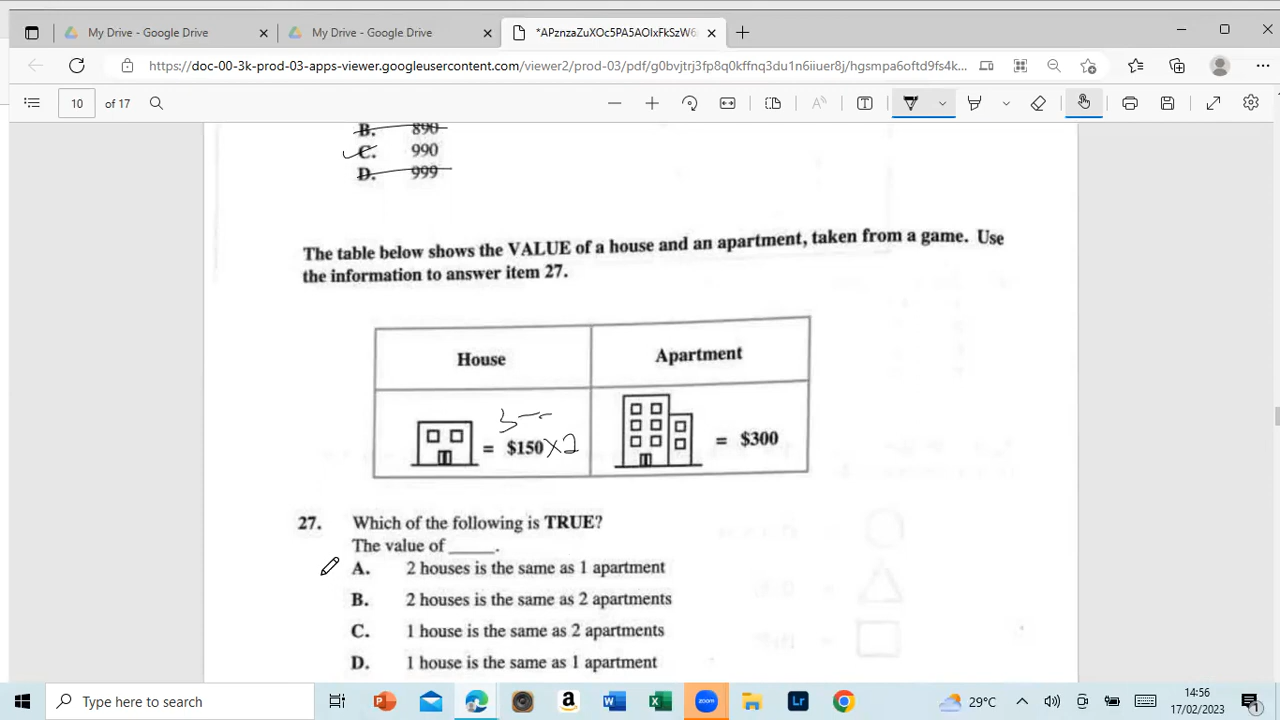 My Drive - Google Drive
My Drive - Google Drive
*APznzaZuXOc5PA5AOIxFkSzW6
https://doc-00-3k-prod-03-apps-viewer.googleusercontent.com/viewer2/prod-03/pdf/g0bvjtrj3fp8q0kffnq3du1n6iiuer8j/hgsmpa6oftd9fs4k...
10 of 17
B. 890
C. 990
D. 999
The table below shows the VALUE of a house and an apartment, taken from a game. Use
the information to answer item 27.
House Apartment
= $150 ×2 = $300
27. Which of the following is TRUE?
The value of _____.
A. 2 houses is the same as 1 apartment
B. 2 houses is the same as 2 apartments
C. 1 house is the same as 2 apartments
D. 1 house is the same as 1 apartment
Type here to search
zoom
Lr
29°C
14:56
17/02/2023